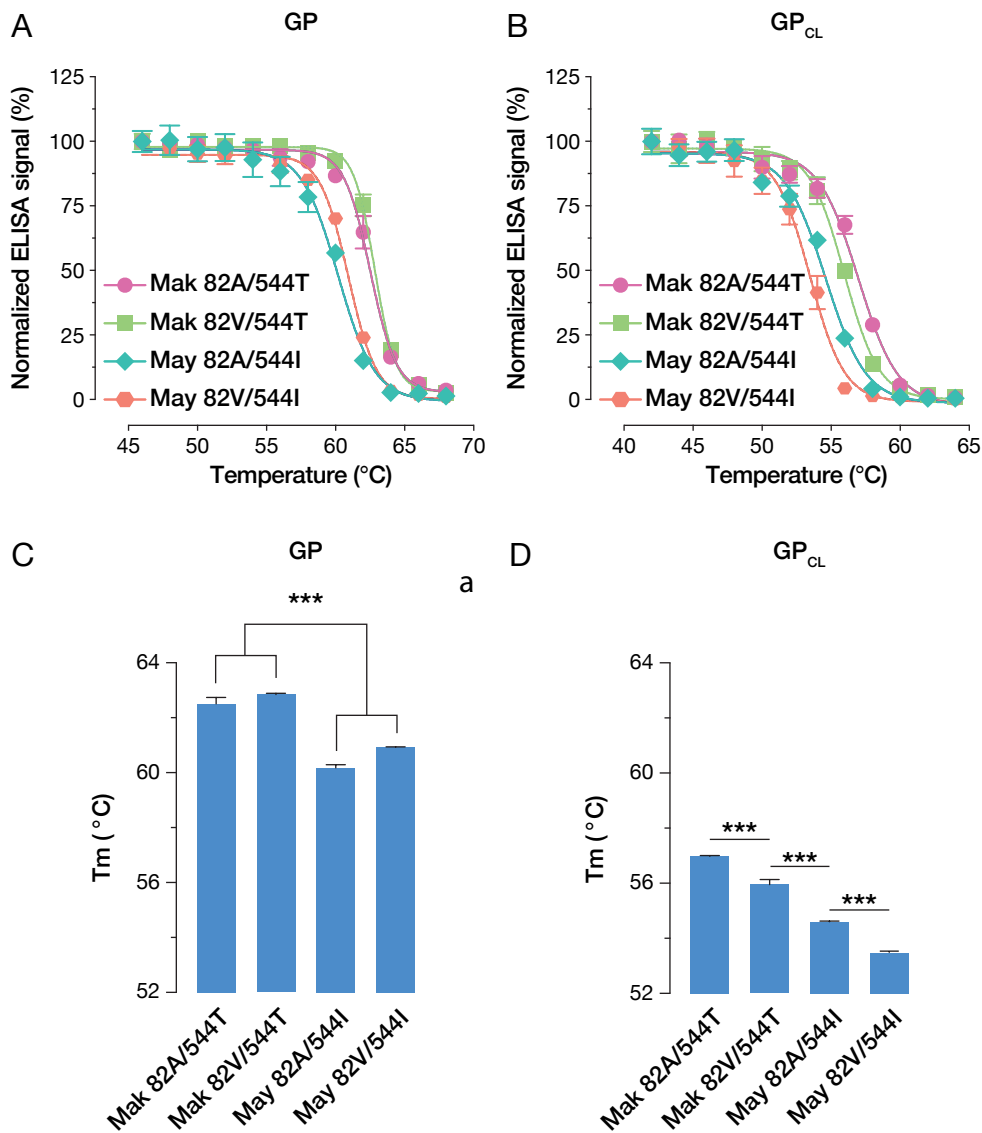 A
GP
Normalized ELISA signal (%)
125
100
75
50
25
0
Mak 82A/544T
Mak 82V/544T
May 82A/544I
May 82V/544I
45 50 55 60 65 70
Temperature (°C)
B
GPCL
Normalized ELISA signal (%)
125
100
75
50
25
0
Mak 82A/544T
Mak 82V/544T
May 82A/544I
May 82V/544I
40 45 50 55 60 65
Temperature (°C)
C
GP
a
***
Tm ( °C)
64
60
56
52
Mak 82A/544T
Mak 82V/544T
May 82A/544I
May 82V/544I
D
GPCL
Tm ( °C)
64
60
56
52
***
***
***
Mak 82A/544T
Mak 82V/544T
May 82A/544I
May 82V/544I